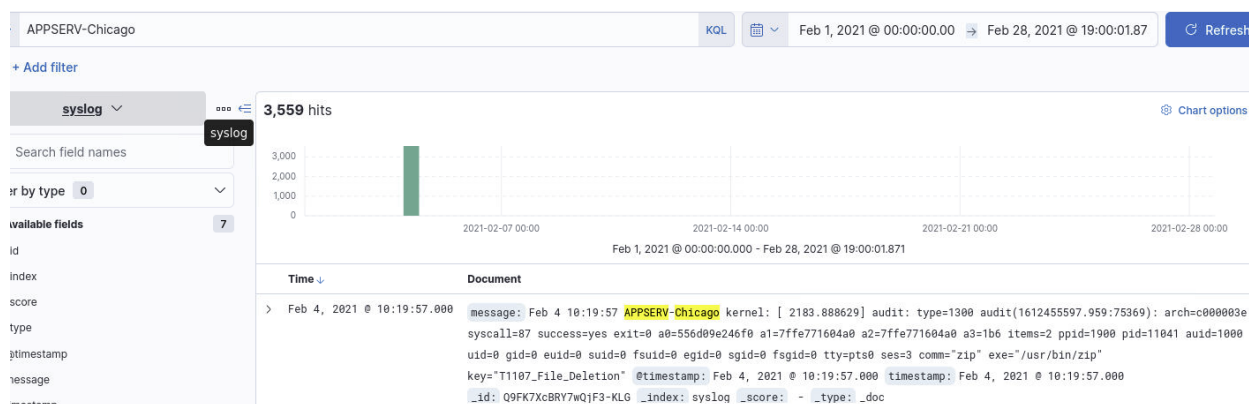 APPSERV-Chicago
KQL
Feb 1, 2021 @ 00:00:00.00 → Feb 28, 2021 @ 19:00:01.87
Refresh
+ Add filter
syslog
syslog
Search field names
er by type 0
Available fields 7
id
index
score
type
@timestamp
message
3,559 hits
Chart options
3,000
2,000
1,000
0
2021-02-07 00:00
2021-02-14 00:00
2021-02-21 00:00
2021-02-28 00:00
Feb 1, 2021 @ 00:00:00.000 - Feb 28, 2021 @ 19:00:01.871
Time ↓ Document
> Feb 4, 2021 @ 10:19:57.000
message: Feb 4 10:19:57 APPSERV-Chicago kernel: [ 2183.888629] audit: type=1300 audit(1612455597.959:75369): arch=c000003e
syscall=87 success=yes exit=0 a0=556d09e246f0 a1=7ffe771604a0 a2=7ffe771604a0 a3=1b6 items=2 ppid=1900 pid=11041 auid=1000
uid=0 gid=0 euid=0 suid=0 fsuid=0 egid=0 sgid=0 fsgid=0 tty=pts0 ses=3 comm="zip" exe="/usr/bin/zip"
key="T1107_File_Deletion" @timestamp: Feb 4, 2021 @ 10:19:57.000 timestamp: Feb 4, 2021 @ 10:19:57.000
_id: Q9FK7XcBRY7wQjF3-KLG _index: syslog _score: - _type: _doc